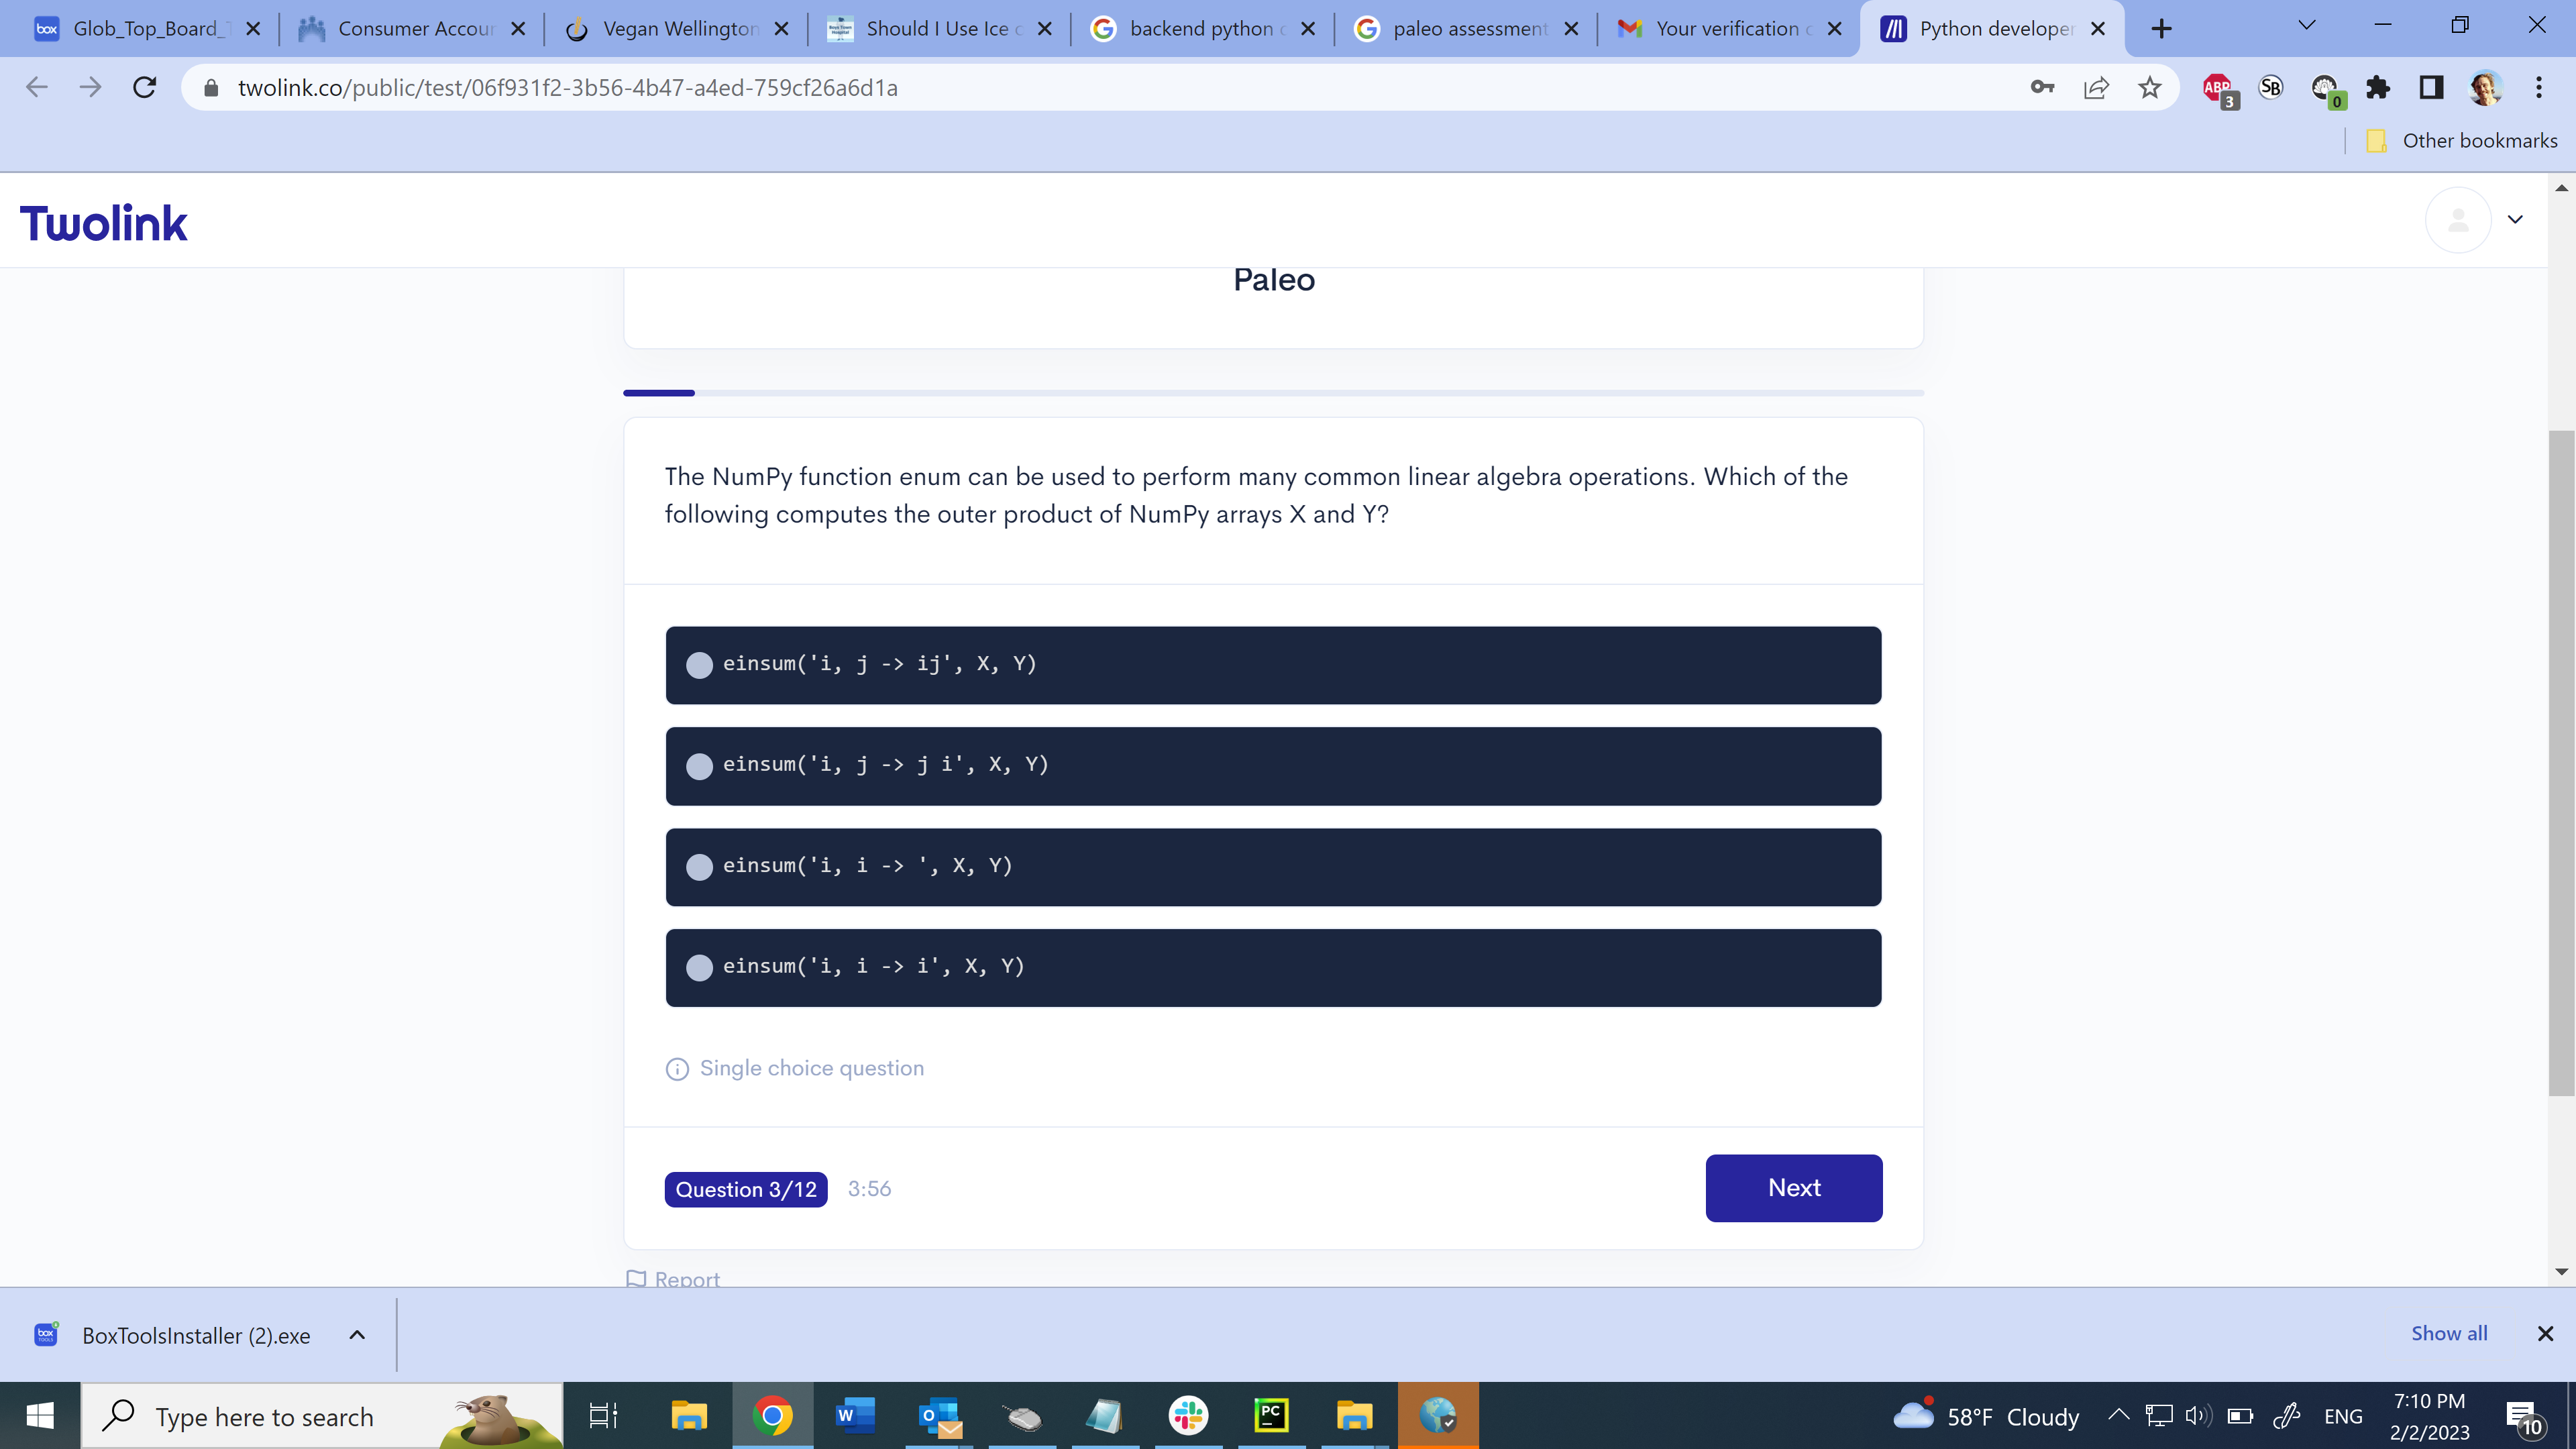 Glob_Top_Board_
Consumer Accour
Vegan Wellington
Should I Use Ice c
backend python c
paleo assessment
Your verification c
Python developer
twolink.co/public/test/06f931f2-3b56-4b47-a4ed-759cf26a6d1a
ABP 3
SB
0
Other bookmarks
Twolink
Paleo
The NumPy function enum can be used to perform many common linear algebra operations. Which of the
following computes the outer product of NumPy arrays X and Y?
einsum('i, j -> ij', X, Y)
einsum('i, j -> j i', X, Y)
einsum('i, i -> ', X, Y)
einsum('i, i -> i', X, Y)
Single choice question
Question 3/12 3:56
Next
Report
BoxToolsInstaller (2).exe
Show all
Type here to search
58°F Cloudy
ENG
7:10 PM
2/2/2023
10